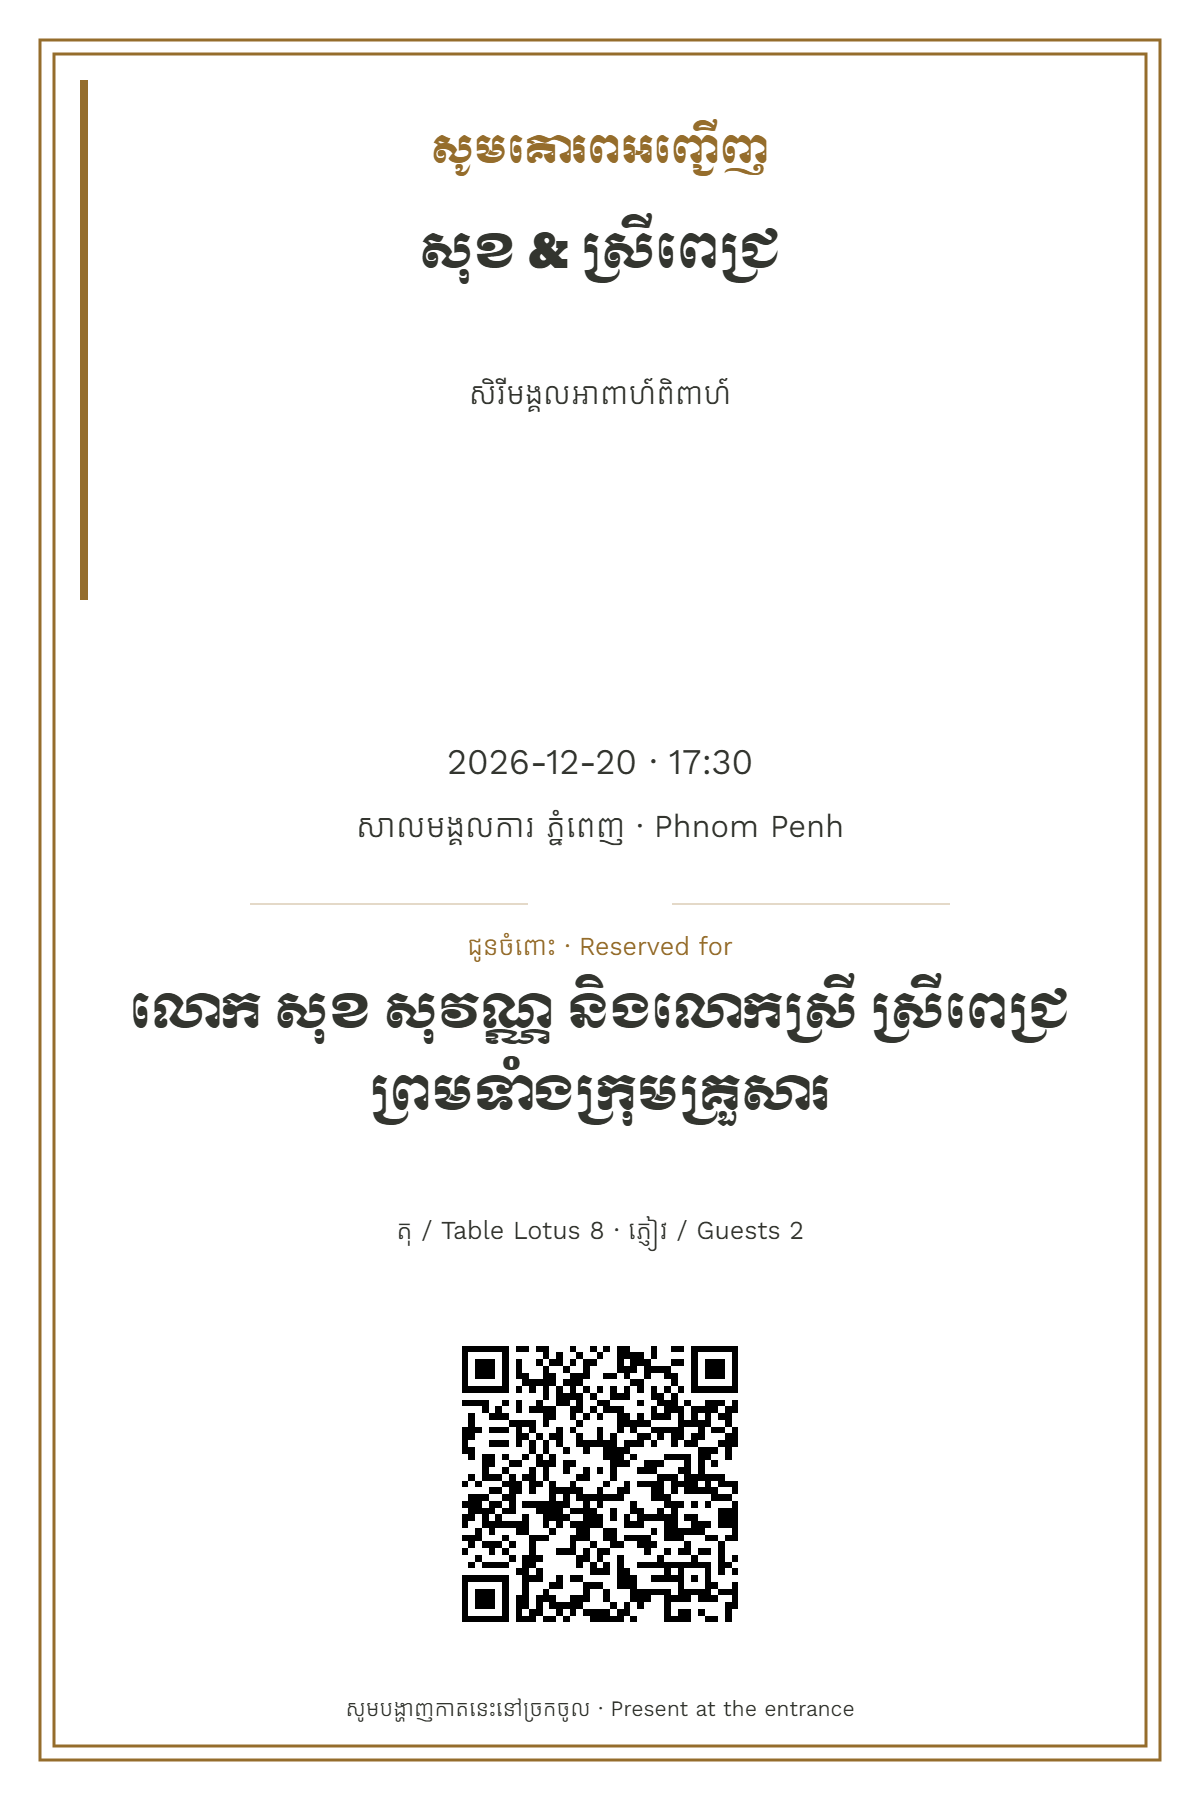 សូមគោរពអញ្ជើញ
សុខ & ស្រីពេជ្រ
សិរីមង្គលអាពាហ៍ពិពាហ៍
2026-12-20 · 17:30
សាលមង្គលការ ភ្នំពេញ · Phnom Penh
ជូនចំពោះ · Reserved for
លោក សុខ សុវណ្ណ និងលោកស្រី ស្រីពេជ្រ
ព្រមទាំងក្រុមគ្រួសារ
តុ / Table Lotus 8 · ភ្ញៀវ / Guests 2
សូមបង្ហាញកាតនេះនៅច្រកចូល · Present at the entrance